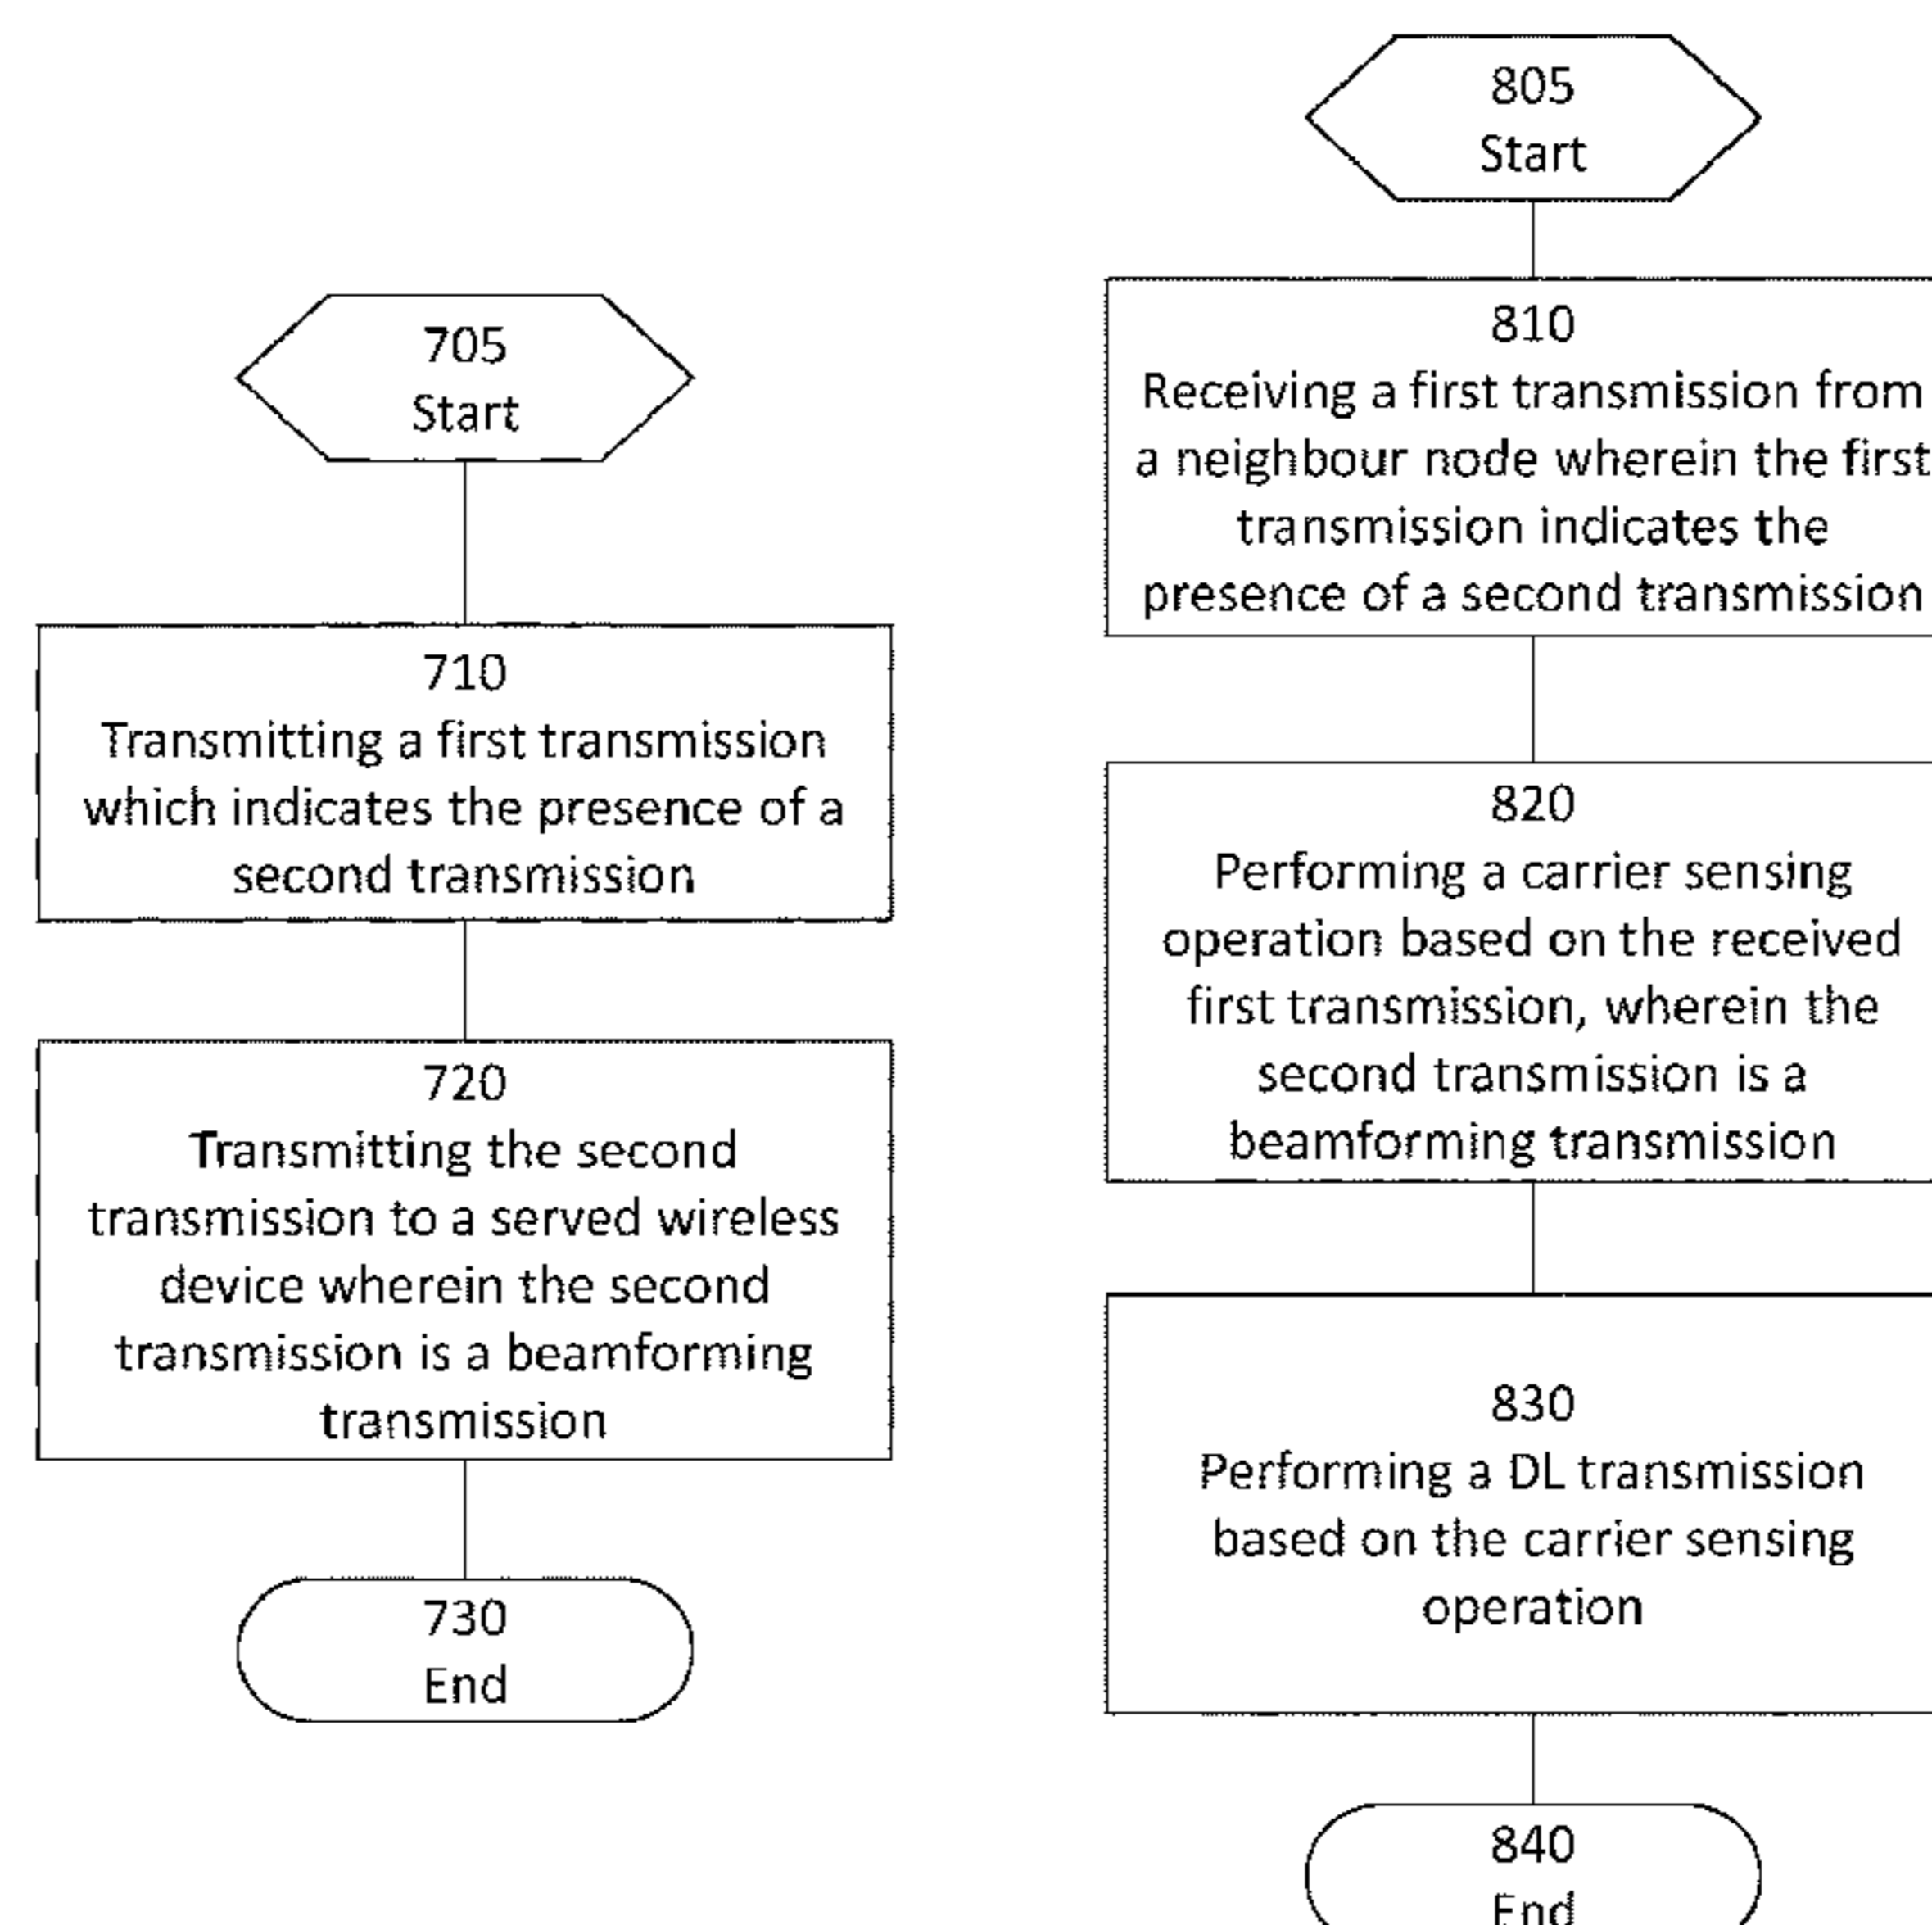 705
Start
710
Transmitting a first transmission
which indicates the presence of a
second transmission
720
Transmitting the second
transmission to a served wireless
device wherein the second
transmission is a beamforming
transmission
730
End
805
Start
810
Receiving a first transmission from
a neighbour node wherein the first
transmission indicates the
presence of a second transmission
820
Performing a carrier sensing
operation based on the received
first transmission, wherein the
second transmission is a
beamforming transmission
830
Performing a DL transmission
based on the carrier sensing
operation
840
End